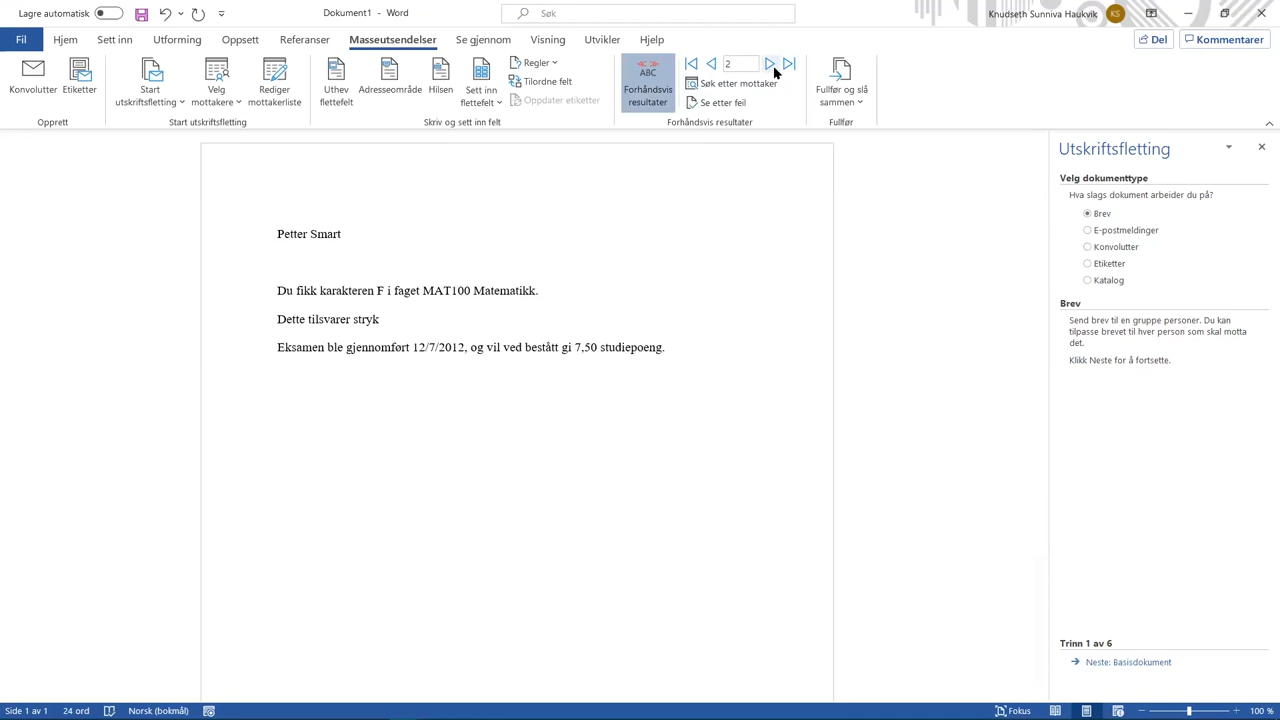 Lagre automatisk
Dokument1 - Word
Søk
Knudseth Sunniva Haukvik
KS
Fil
Hjem
Sett inn
Utforming
Oppsett
Referanser
Masseutsendelser
Se gjennom
Visning
Utvikler
Hjelp
Del
Kommentarer
Konvolutter
Etiketter
Opprett
Start
utskriftsfletting
Velg
mottakere
Rediger
mottakerliste
Start utskriftsfletting
Uthev
flettefelt
Adresseområde
Hilsen
Sett inn
flettefelt
Regler
Tilordne felt
Oppdater etiketter
Skriv og sett inn felt
ABC
Forhåndsvis
resultater
2
Søk etter mottaker
Se etter feil
Forhåndsvis resultater
Fullfør og slå
sammen
Fullfør
Petter Smart
Du fikk karakteren F i faget MAT100 Matematikk.
Dette tilsvarer stryk
Eksamen ble gjennomført 12/7/2012, og vil ved bestått gi 7,50 studiepoeng.
Utskriftsfletting
Velg dokumenttype
Hva slags dokument arbeider du på?
Brev
E-postmeldinger
Konvolutter
Etiketter
Katalog
Brev
Send brev til en gruppe personer. Du kan
tilpasse brevet til hver person som skal motta
det.
Klikk Neste for å fortsette.
Trinn 1 av 6
Neste: Basisdokument
Side 1 av 1
24 ord
Norsk (bokmål)
Fokus
100 %